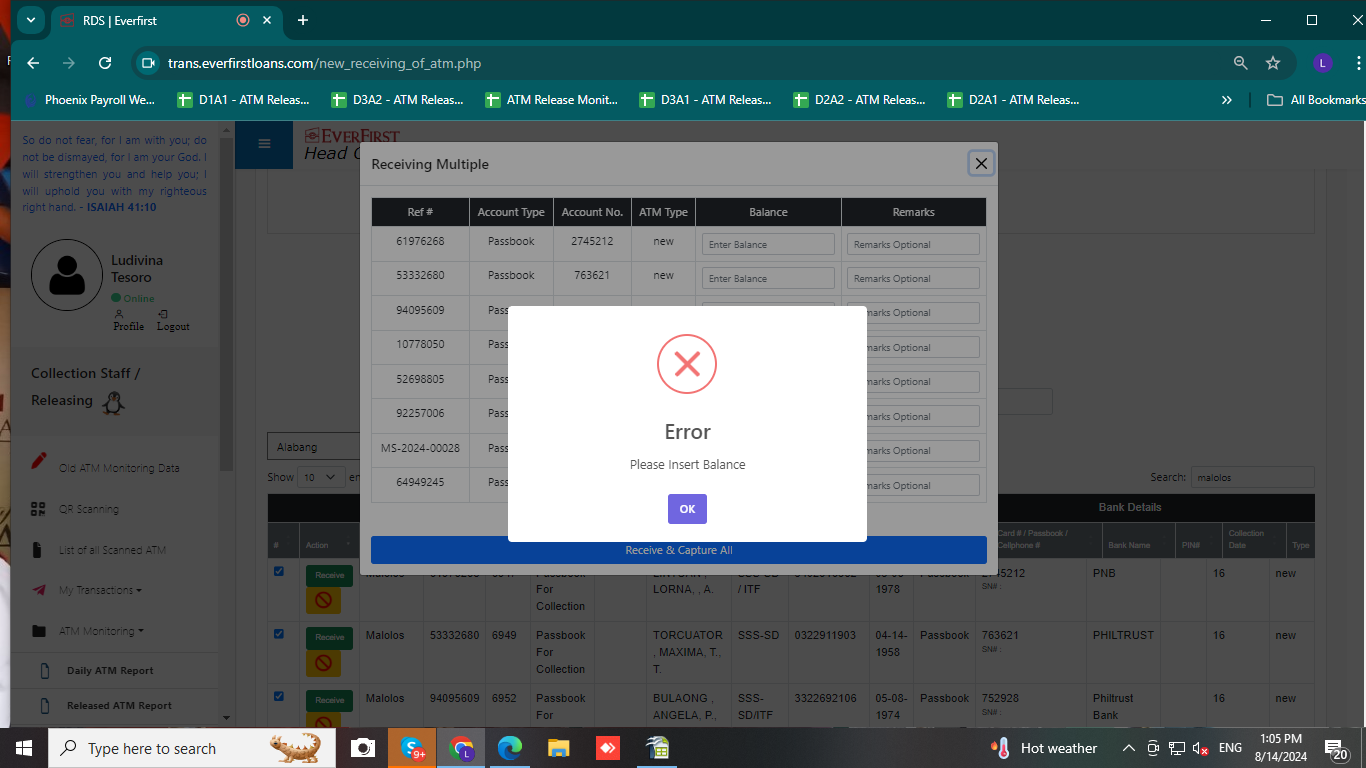 RDS | Everfirst
trans.everfirstloans.com/new_receiving_of_atm.php
L
Phoenix Payroll We...
D1A1 - ATM Releas...
D3A2 - ATM Releas...
ATM Release Monit...
D3A1 - ATM Releas...
D2A2 - ATM Releas...
D2A1 - ATM Releas...
All Bookmarks
So do not fear, for I am with you; do
not be dismayed, for I am your God. I
will strengthen you and help you; I
will uphold you with my righteous
right hand. - ISAIAH 41:10
Ludivina
Tesoro
Online
Profile Logout
Collection Staff /
Releasing
Old ATM Monitoring Data
QR Scanning
List of all Scanned ATM
My Transactions
ATM Monitoring
Daily ATM Report
Released ATM Report
EVERFIRST
Head
Receiving Multiple
Ref # Account Type Account No. ATM Type Balance Remarks
61976268 Passbook 2745212 new Enter Balance Remarks Optional
53332680 Passbook 763621 new Enter Balance Remarks Optional
94095609 Pass marks Optional
10778050 Pass marks Optional
52698805 Pass marks Optional
92257006 Pass marks Optional
MS-2024-00028 Pass marks Optional
64949245 Pass marks Optional
Error
Please Insert Balance
OK
Receive & Capture All
Alabang
Show 10 en
Search: malolos
Bank Details
# Action Card # / Passbook / Cellphone # Bank Name PIN# Collection Date Type
Receive Passbook For Collection LORNA, , A. / ITF 1978 5212 SN# : PNB 16 new
Receive Malolos 53332680 6949 Passbook For Collection TORCUATOR , MAXIMA, T., T. SSS-SD 0322911903 04-14-1958 Passbook 763621 SN# : PHILTRUST 16 new
Receive Malolos 94095609 6952 Passbook For BULAONG , ANGELA, P., SSS-SD/ITF 3322692106 05-08-1974 Passbook 752928 SN# : Philtrust Bank 16 new
Type here to search
9+
L
Hot weather
ENG
1:05 PM
8/14/2024
20